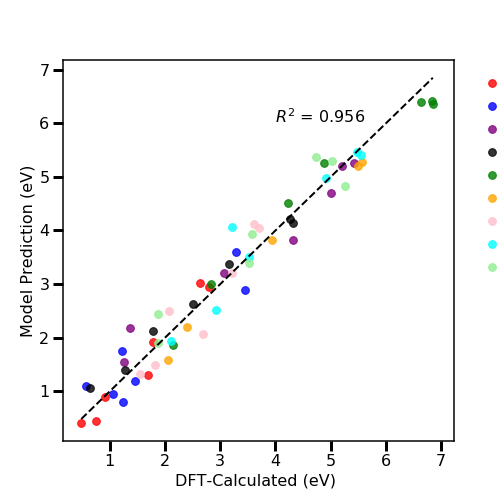 7
6
5
4
3
2
1
R² = 0.956
Model Prediction (eV)
1 2 3 4 5 6 7
DFT-Calculated (eV)